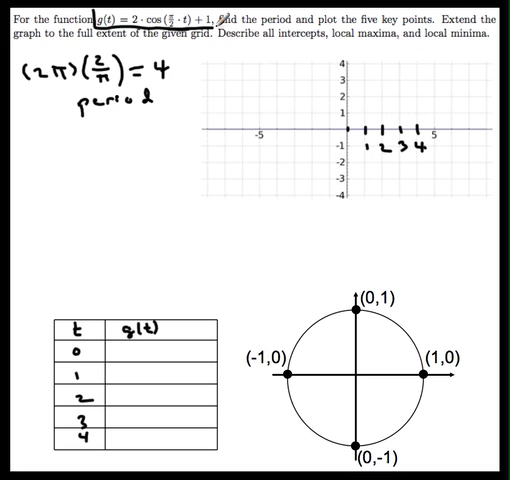 For the function g(t) = 2 · cos(π/2 · t) + 1, find the period and plot the five key points. Extend the
graph to the full extent of the given grid. Describe all intercepts, local maxima, and local minima.
(2π)(2/π) = 4
period
4
3
2
1
-5 5
1 2 3 4
-1
-2
-3
-4
t g(t)
0
1
2
3
4
(0,1)
(-1,0) (1,0)
(0,-1)